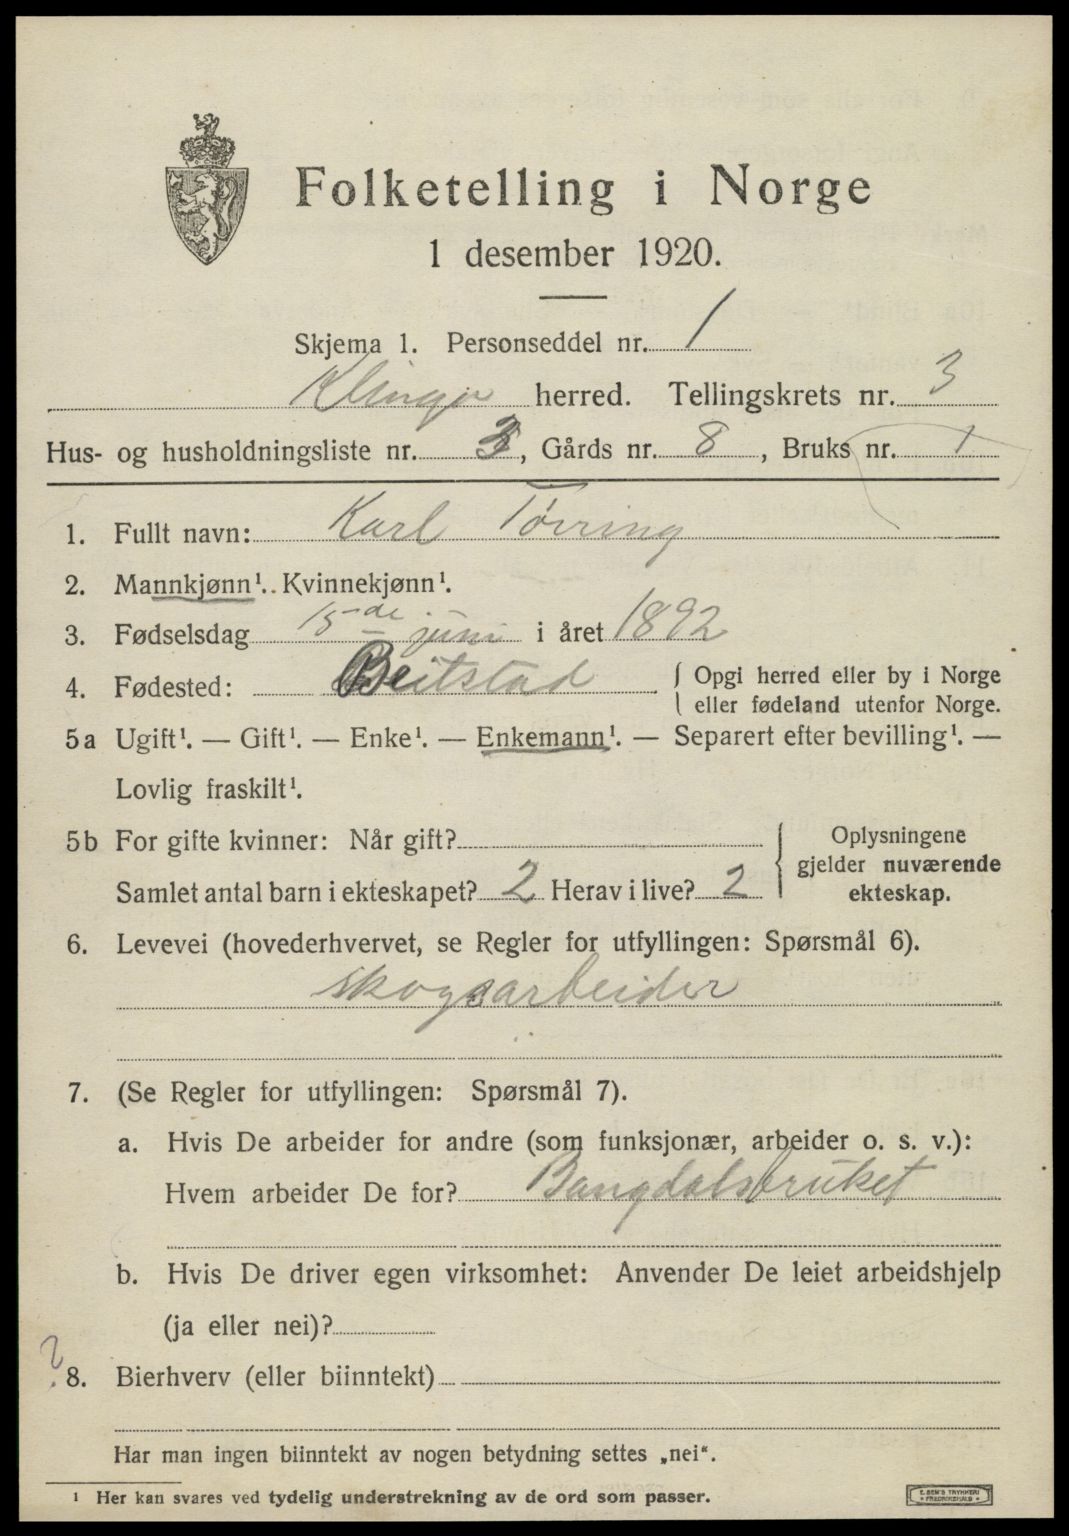 Folketelling i Norge
1 desember 1920.
Skjema 1. Personseddel nr. 1
Klinga herred. Tellingskrets nr. 3
Hus- og husholdningsliste nr. 3, Gårds nr. 8, Bruks nr. 1
1. Fullt navn: Karl Tørring
2. Mannkjønn¹. Kvinnekjønn¹.
3. Fødselsdag 15de juni i året 1892
4. Fødested: Beitstad { Opgi herred eller by i Norge
eller fødeland utenfor Norge.
5a Ugift¹. — Gift¹. — Enke¹. — Enkemann¹. — Separert efter bevilling¹. —
Lovlig fraskilt¹.
5b For gifte kvinner: Når gift?
Samlet antal barn i ekteskapet? 2 Herav i live? 2
Oplysningene
gjelder nuværende
ekteskap.
6. Levevei (hovederhvervet, se Regler for utfyllingen: Spørsmål 6).
skogsarbeider
7. (Se Regler for utfyllingen: Spørsmål 7).
a. Hvis De arbeider for andre (som funksjonær, arbeider o. s. v.):
Hvem arbeider De for? Bangdalsbruket
b. Hvis De driver egen virksomhet: Anvender De leiet arbeidshjelp
(ja eller nei)?
?
8. Bierhverv (eller biinntekt)
Har man ingen biinntekt av nogen betydning settes „nei“.
¹ Her kan svares ved tydelig understrekning av de ord som passer.
E. SEM'S TRYKKERI
• FREDRIKSHALD •